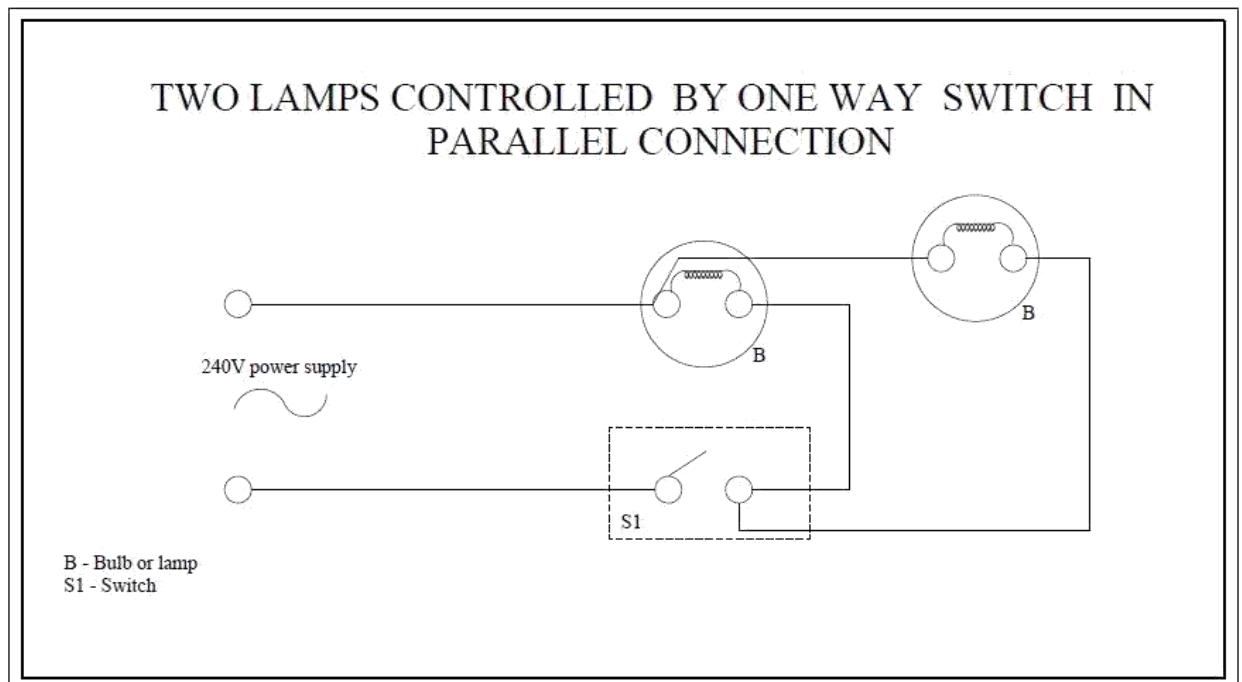 TWO LAMPS CONTROLLED BY ONE WAY SWITCH IN
PARALLEL CONNECTION
B
B
240V power supply
S1
B - Bulb or lamp
S1 - Switch